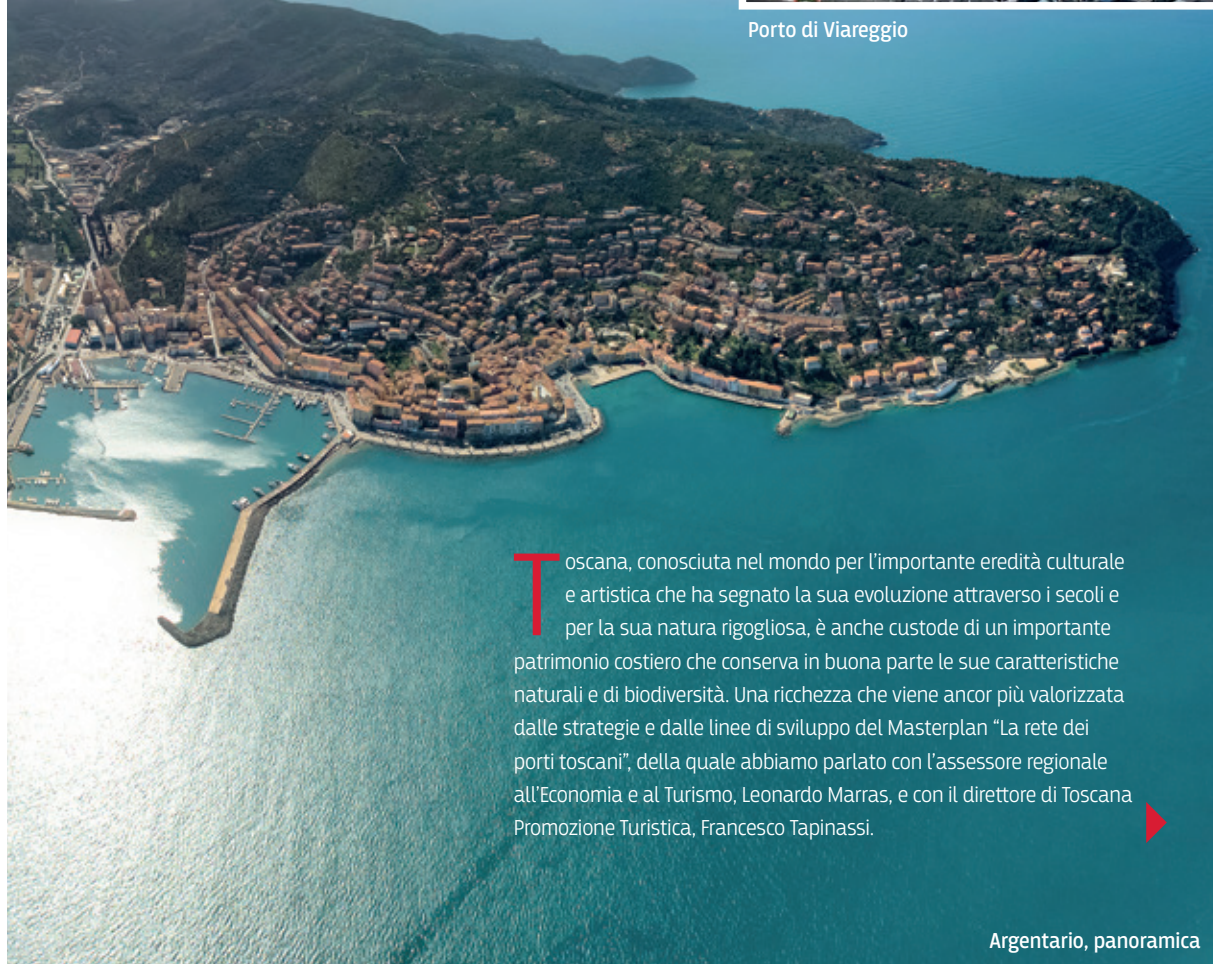 Porto di Viareggio
Toscana, conosciuta nel mondo per l’importante eredità culturale
e artistica che ha segnato la sua evoluzione attraverso i secoli e
per la sua natura rigogliosa, è anche custode di un importante
patrimonio costiero che conserva in buona parte le sue caratteristiche
naturali e di biodiversità. Una ricchezza che viene ancor più valorizzata
dalle strategie e dalle linee di sviluppo del Masterplan “La rete dei
porti toscani”, della quale abbiamo parlato con l’assessore regionale
all’Economia e al Turismo, Leonardo Marras, e con il direttore di Toscana
Promozione Turistica, Francesco Tapinassi.
Argentario, panoramica